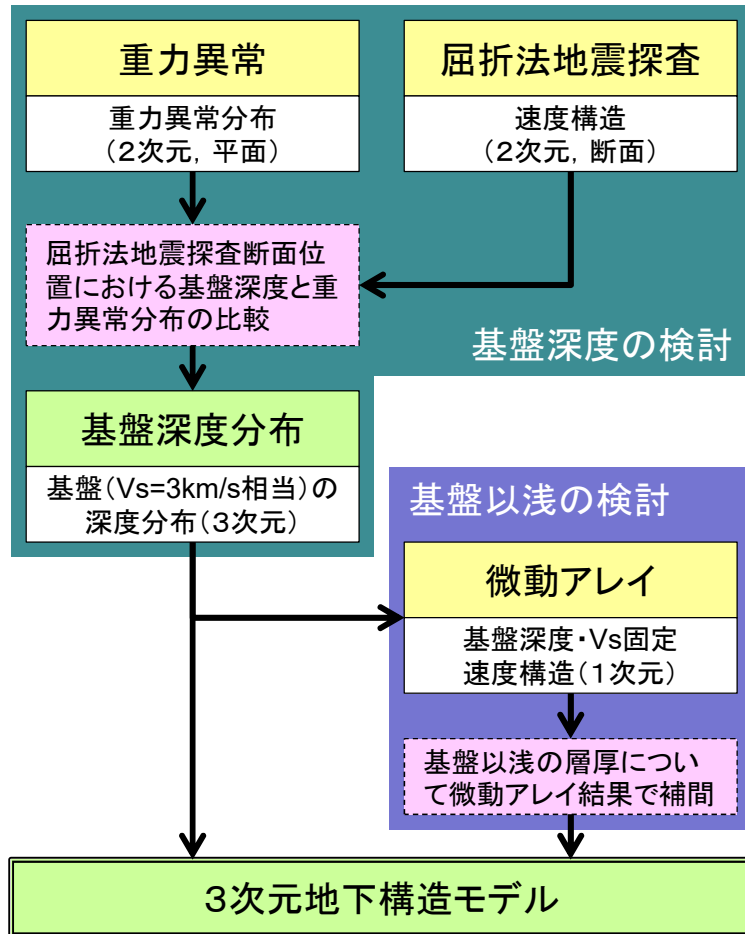 重力異常
重力異常分布
（２次元，平面）
屈折法地震探査
速度構造
（２次元，断面）
屈折法地震探査断面位
置における基盤深度と重
力異常分布の比較
基盤深度の検討
基盤深度分布
基盤（Vs=3km/s相当）の
深度分布（３次元）
基盤以浅の検討
微動アレイ
基盤深度・Vs固定
速度構造（１次元）
基盤以浅の層厚につい
て微動アレイ結果で補間
３次元地下構造モデル